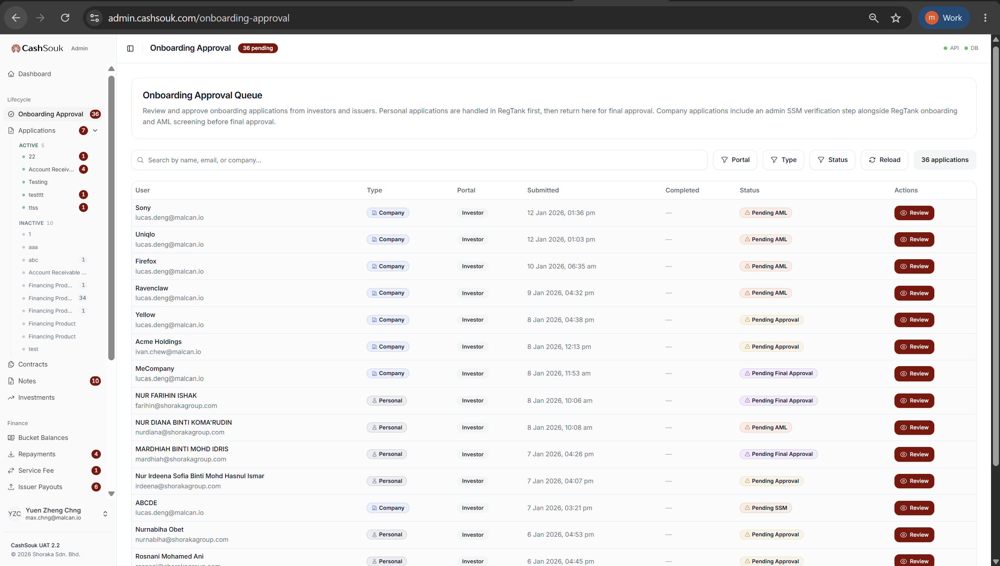 admin.cashsouk.com/onboarding-approval
m Work
CashSouk Admin
Onboarding Approval 36 pending
API DB
Dashboard
Lifecycle
Onboarding Approval 36
Applications 7
ACTIVE 5
22 1
Account Receiv... 4
Testing
testttt 1
ttss 1
INACTIVE 10
1
aaa
abc 1
Account Receivable ...
Financing Prod... 1
Financing Prod... 34
Financing Prod... 1
Financing Product
Financing Product
test
Contracts
Notes 10
Investments
Finance
Bucket Balances
Repayments 4
Service Fee 1
Issuer Payouts 6
YZC Yuen Zheng Chng
max.chng@malcan.io
CashSouk UAT 2.2
© 2026 Shoraka Sdn. Bhd.
Onboarding Approval Queue
Review and approve onboarding applications from investors and issuers. Personal applications are handled in RegTank first, then return here for final approval. Company applications include an admin SSM verification step alongside RegTank onboarding
and AML screening before final approval.
Search by name, email, or company... Portal Type Status Reload 36 applications
User Type Portal Submitted Completed Status Actions
Sony
lucas.deng@malcan.io Company Investor 12 Jan 2026, 01:36 pm — Pending AML Review
Uniqlo
lucas.deng@malcan.io Company Investor 12 Jan 2026, 01:03 pm — Pending AML Review
Firefox
lucas.deng@malcan.io Company Investor 10 Jan 2026, 06:35 am — Pending AML Review
Ravenclaw
lucas.deng@malcan.io Company Investor 9 Jan 2026, 04:32 pm — Pending AML Review
Yellow
lucas.deng@malcan.io Company Investor 8 Jan 2026, 04:38 pm — Pending Approval Review
Acme Holdings
ivan.chew@malcan.io Company Investor 8 Jan 2026, 12:13 pm — Pending Approval Review
MeCompany
lucas.deng@malcan.io Company Investor 8 Jan 2026, 11:53 am — Pending Final Approval Review
NUR FARIHIN ISHAK
farihin@shorakagroup.com Personal Investor 8 Jan 2026, 10:06 am — Pending Final Approval Review
NUR DIANA BINTI KOMA'RUDIN
nurdiana@shorakagroup.com Personal Investor 8 Jan 2026, 10:08 am — Pending AML Review
MARDHIAH BINTI MOHD IDRIS
mardhiah@shorakagroup.com Personal Investor 7 Jan 2026, 04:26 pm — Pending Final Approval Review
Nur Irdeena Sofia Binti Mohd Hasnul Ismar
irdeena@shorakagroup.com Personal Investor 7 Jan 2026, 04:07 pm — Pending Approval Review
ABCDE
lucas.deng@malcan.io Company Investor 7 Jan 2026, 03:21 pm — Pending SSM Review
Nurnabiha Obet
nurnabiha@shorakagroup.com Personal Investor 6 Jan 2026, 04:53 pm — Pending Approval Review
Rosnani Mohamed Ani
Personal Investor 6 Jan 2026, 04:45 pm — Pending Approval Review